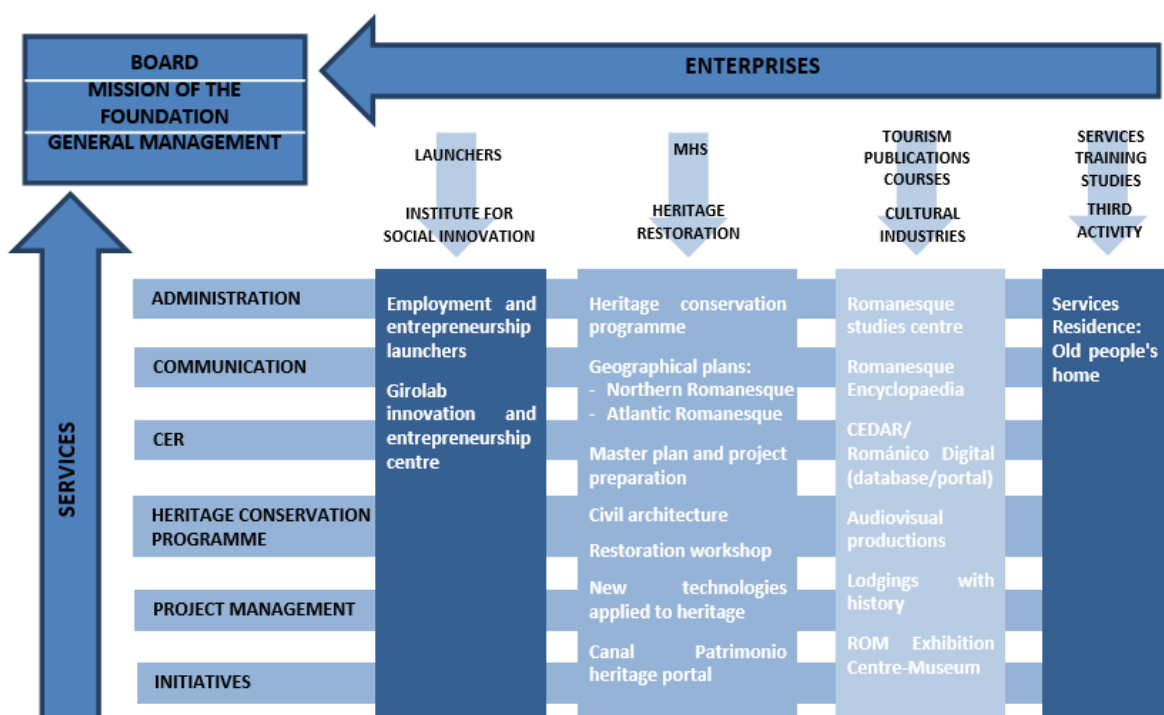 BOARD
MISSION OF THE
FOUNDATION
GENERAL MANAGEMENT
ENTERPRISES
LAUNCHERS
INSTITUTE FOR
SOCIAL INNOVATION
MHS
HERITAGE
RESTORATION
TOURISM
PUBLICATIONS
COURSES
CULTURAL
INDUSTRIES
SERVICES
TRAINING
STUDIES
THIRD
ACTIVITY
SERVICES
ADMINISTRATION
COMMUNICATION
CER
HERITAGE CONSERVATION
PROGRAMME
PROJECT MANAGEMENT
INITIATIVES
Employment and
entrepreneurship
launchers
Girolab
innovation and
entrepreneurship
centre
Heritage conservation
programme
Geographical plans:
- Northern Romanesque
- Atlantic Romanesque
Master plan and project
preparation
Civil architecture
Restoration workshop
New technologies
applied to heritage
Canal Patrimonio
heritage portal
Romanesque
studies centre
Romanesque
Encyclopaedia
CEDAR/
Románico Digital
(database/portal)
Audiovisual
productions
Lodgings with
history
ROM Exhibition
Centre-Museum
Services
Residence:
Old people's
home